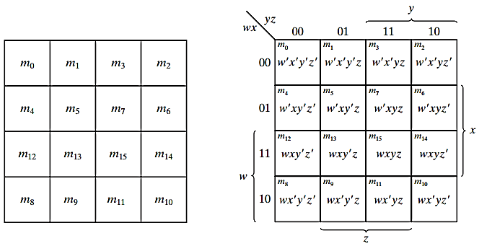 m0 m1 m3 m2
m4 m5 m7 m6
m12 m13 m15 m14
m8 m9 m11 m10
y
yz
wx 00 01 11 10
m0 m1 m3 m2
00 w'x'y'z' w'x'y'z w'x'yz w'x'yz'
m4 m5 m7 m6
01 w'xy'z' w'xy'z w'xyz w'xyz'
x
m12 m13 m15 m14
11 wxy'z' wxy'z wxyz wxyz'
w
m8 m9 m11 m10
10 wx'y'z' wx'y'z wx'yz wx'yz'
z